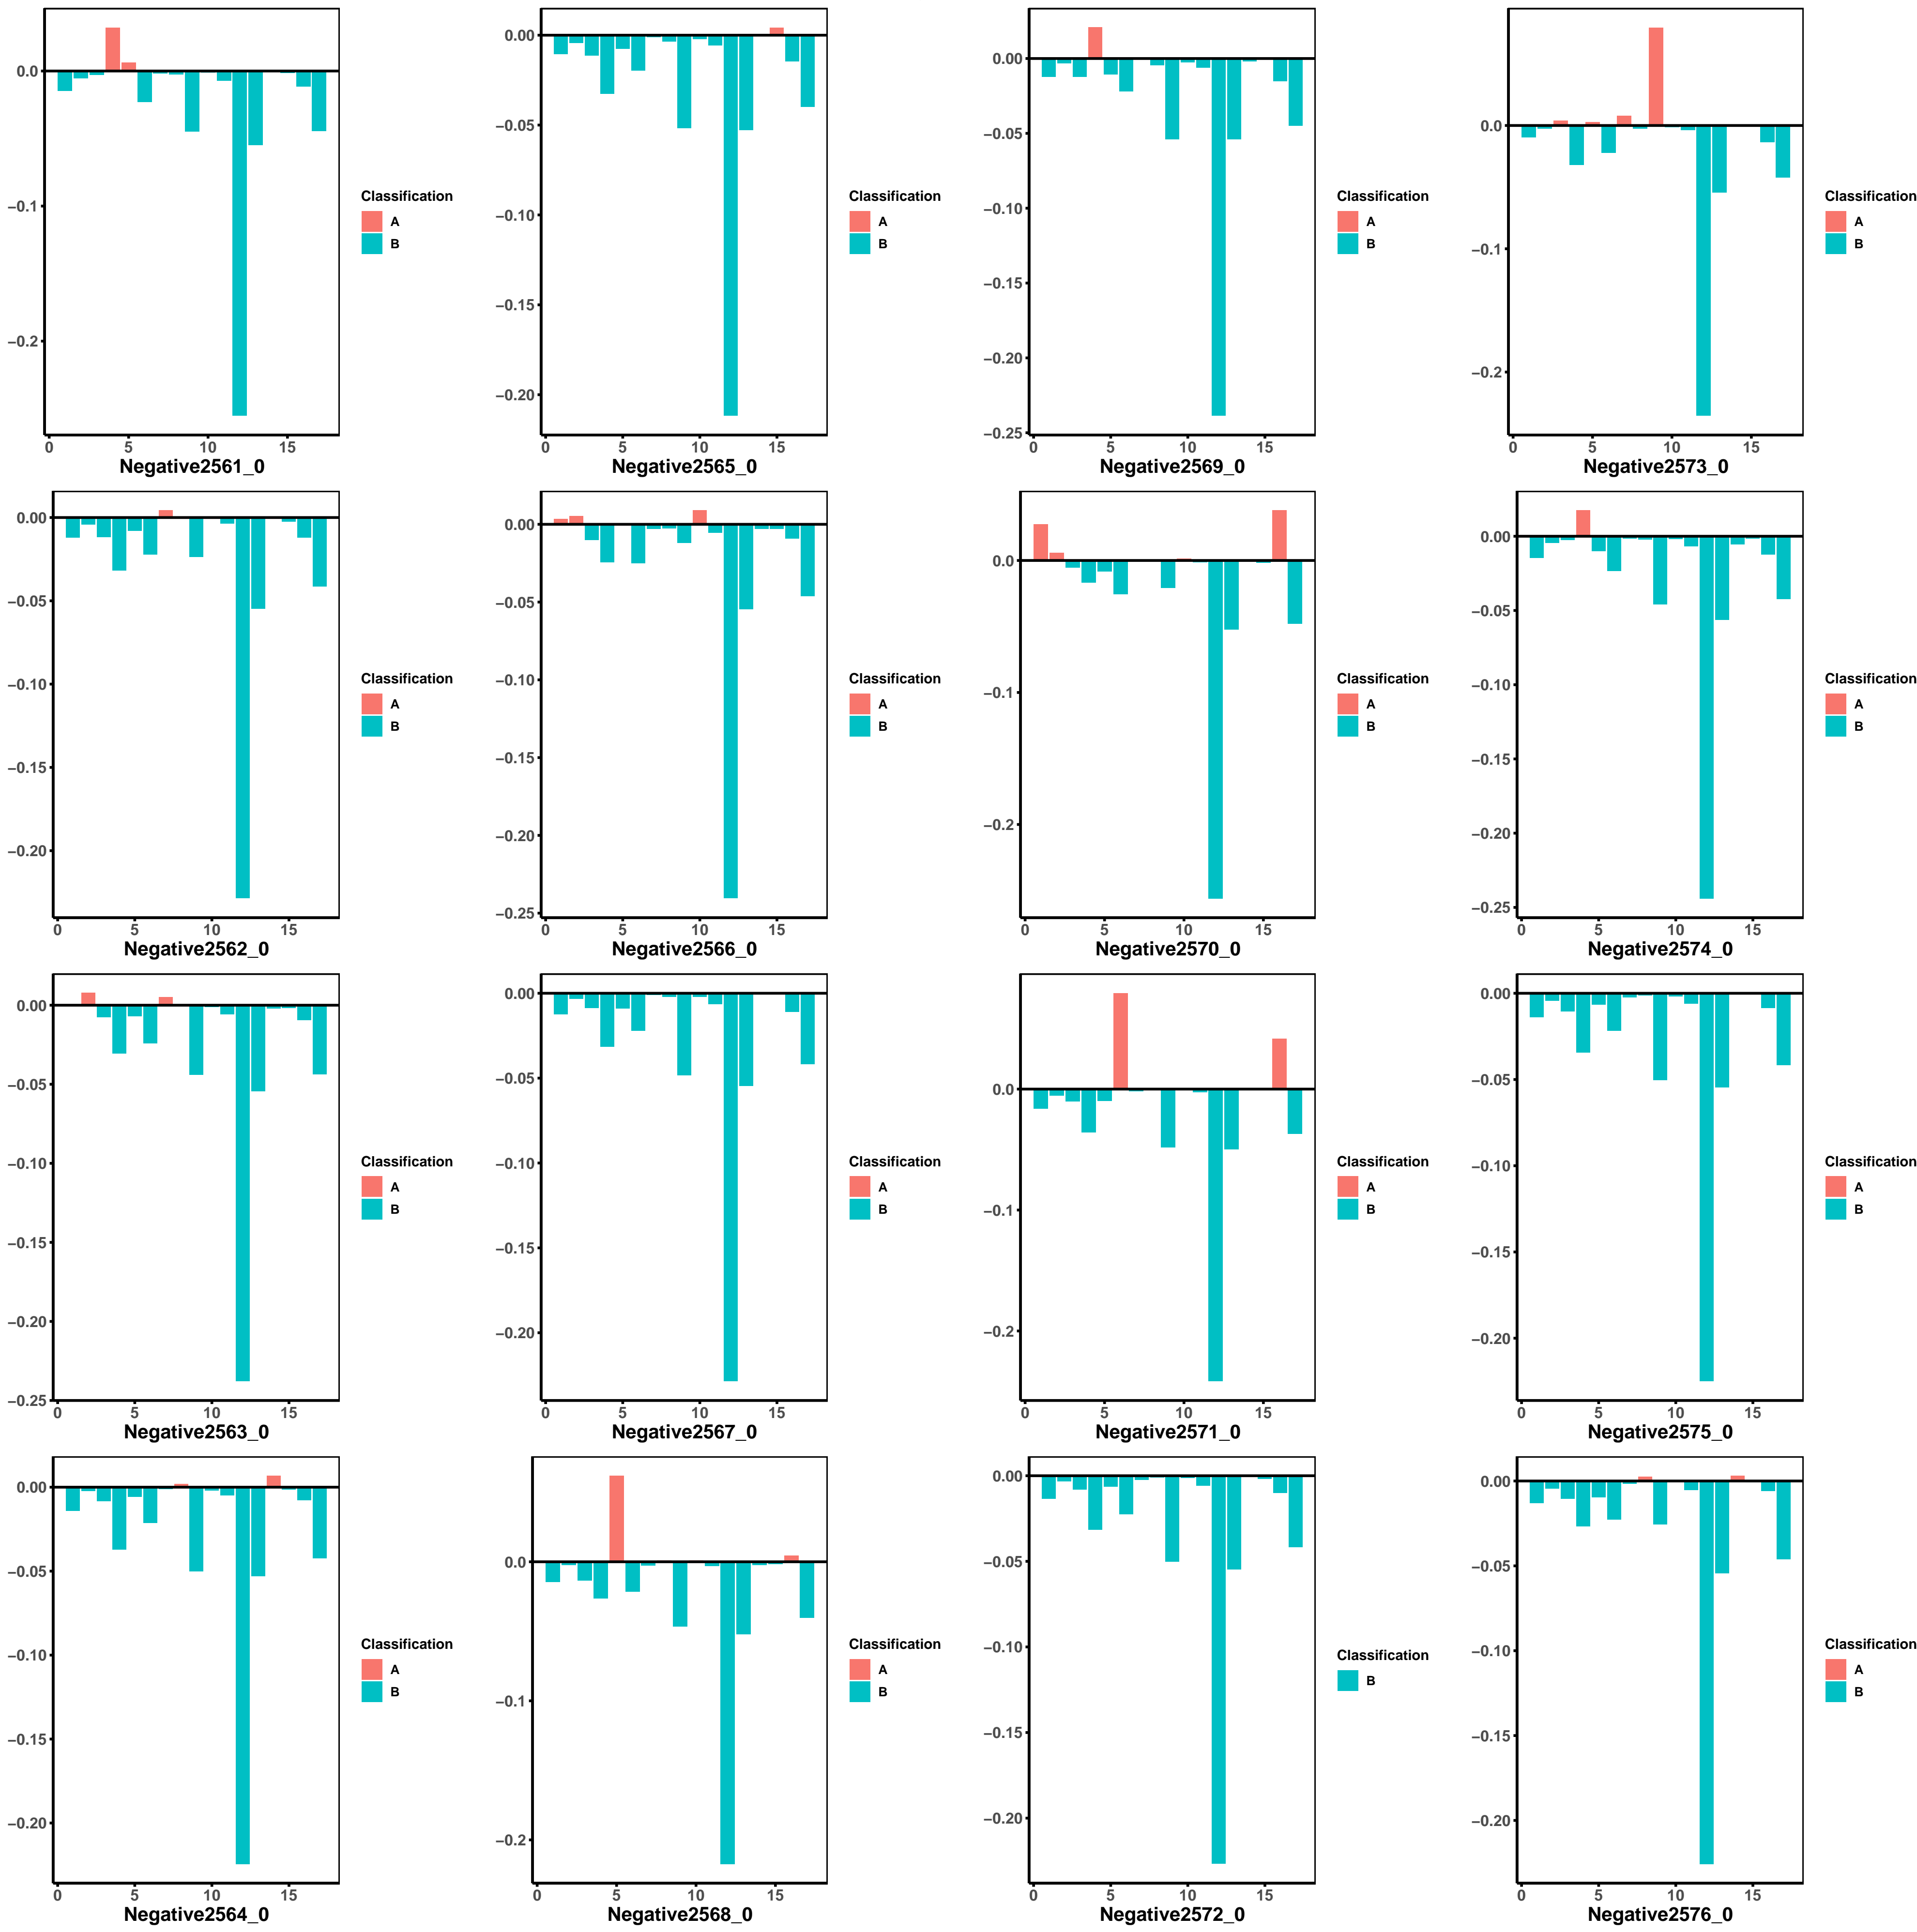 0.0
−0.1
−0.2
0 5 10 15
Negative2561_0
Classification
A
B
0.00
−0.05
−0.10
−0.15
−0.20
0 5 10 15
Negative2565_0
Classification
A
B
0.00
−0.05
−0.10
−0.15
−0.20
−0.25
0 5 10 15
Negative2569_0
Classification
A
B
0.0
−0.1
−0.2
0 5 10 15
Negative2573_0
Classification
A
B
0.00
−0.05
−0.10
−0.15
−0.20
0 5 10 15
Negative2562_0
Classification
A
B
0.00
−0.05
−0.10
−0.15
−0.20
−0.25
0 5 10 15
Negative2566_0
Classification
A
B
0.0
−0.1
−0.2
0 5 10 15
Negative2570_0
Classification
A
B
0.00
−0.05
−0.10
−0.15
−0.20
−0.25
0 5 10 15
Negative2574_0
Classification
A
B
0.00
−0.05
−0.10
−0.15
−0.20
−0.25
0 5 10 15
Negative2563_0
Classification
A
B
0.00
−0.05
−0.10
−0.15
−0.20
0 5 10 15
Negative2567_0
Classification
A
B
0.0
−0.1
−0.2
0 5 10 15
Negative2571_0
Classification
A
B
0.00
−0.05
−0.10
−0.15
−0.20
0 5 10 15
Negative2575_0
Classification
A
B
0.00
−0.05
−0.10
−0.15
−0.20
0 5 10 15
Negative2564_0
Classification
A
B
0.0
−0.1
−0.2
0 5 10 15
Negative2568_0
Classification
A
B
0.00
−0.05
−0.10
−0.15
−0.20
0 5 10 15
Negative2572_0
Classification
B
0.00
−0.05
−0.10
−0.15
−0.20
0 5 10 15
Negative2576_0
Classification
A
B